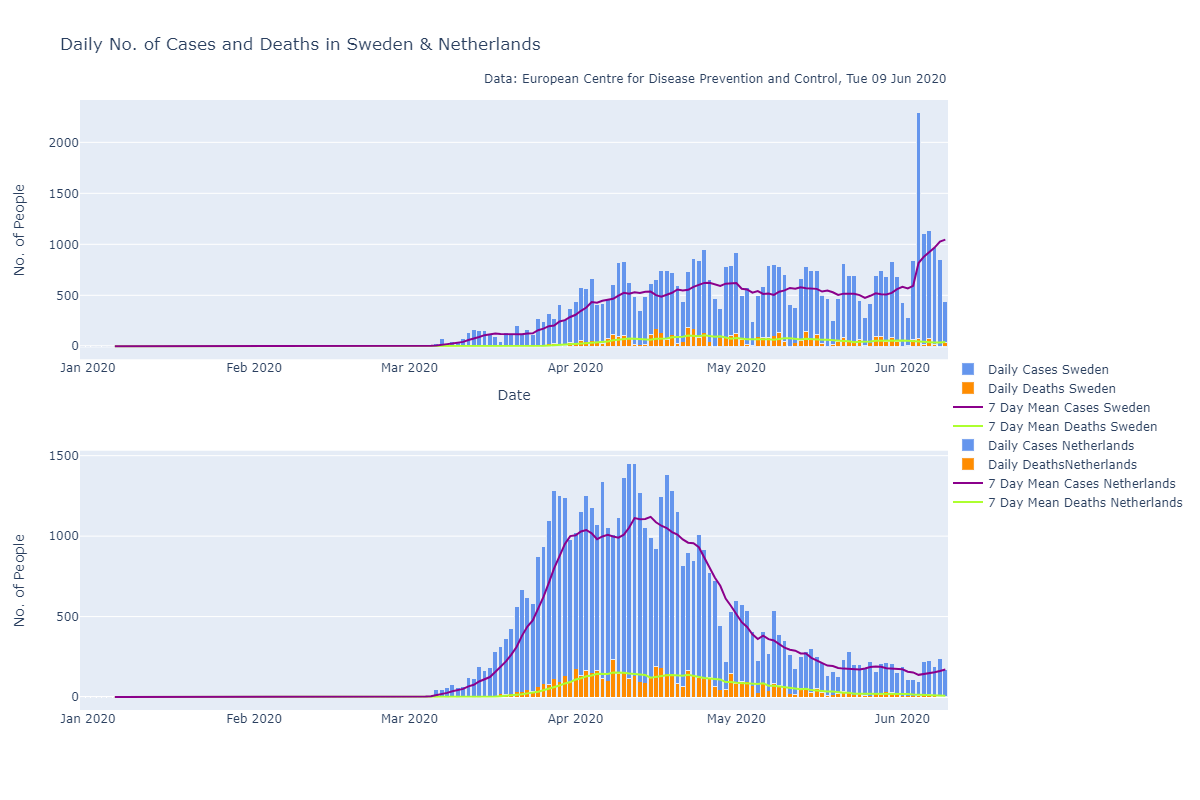 Daily No. of Cases and Deaths in Sweden & Netherlands
Data: European Centre for Disease Prevention and Control, Tue 09 Jun 2020
No. of People
2000
1500
1000
500
0
Jan 2020 Feb 2020 Mar 2020 Apr 2020 May 2020 Jun 2020
Date
Daily Cases Sweden
Daily Deaths Sweden
7 Day Mean Cases Sweden
7 Day Mean Deaths Sweden
Daily Cases Netherlands
Daily DeathsNetherlands
7 Day Mean Cases Netherlands
7 Day Mean Deaths Netherlands
No. of People
1500
1000
500
0
Jan 2020 Feb 2020 Mar 2020 Apr 2020 May 2020 Jun 2020